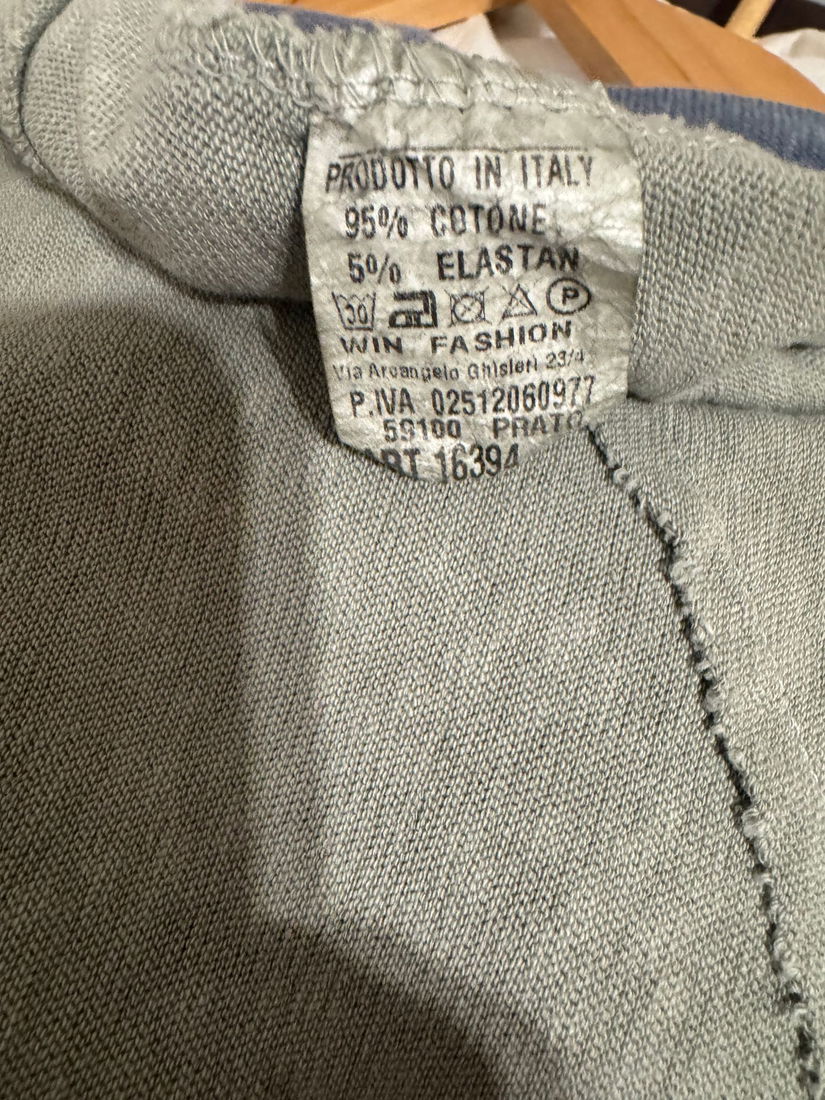 PRODOTTO IN ITALY
95% COTONE
5% ELASTAN
30 P
WIN FASHION
Via Arcangelo Ghisleri 23/4
P.IVA 02512060977
59100 PRATO
ART 16394